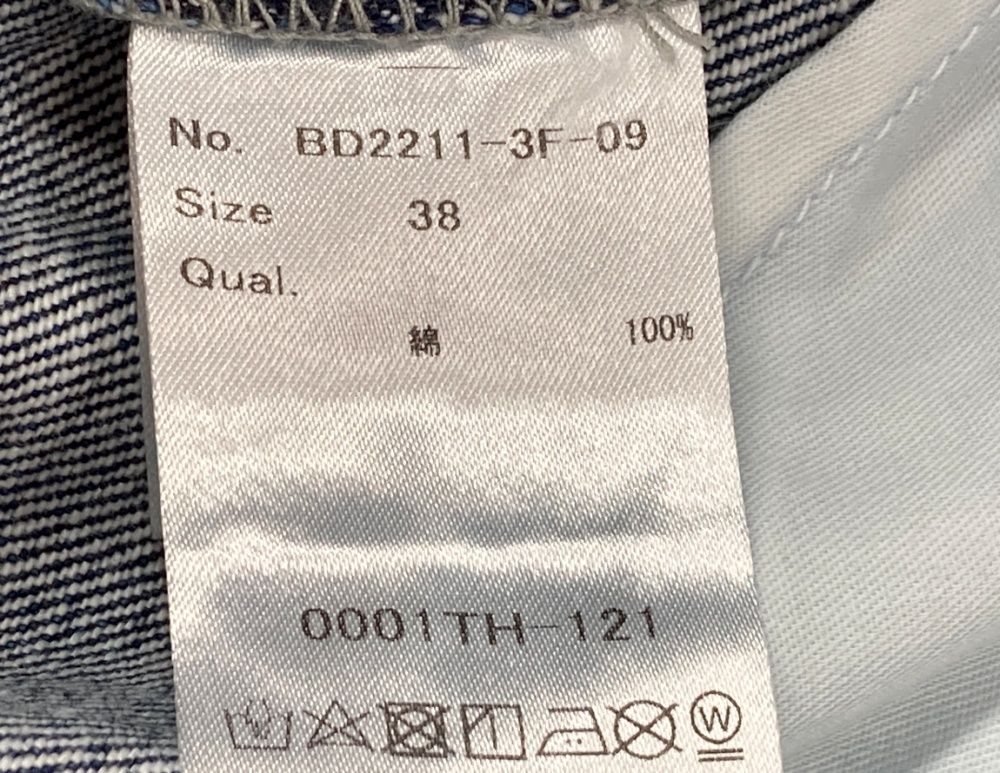 No. BD2211-3F-09
Size 38
Qual.
綿 100%
0001TH-121
W